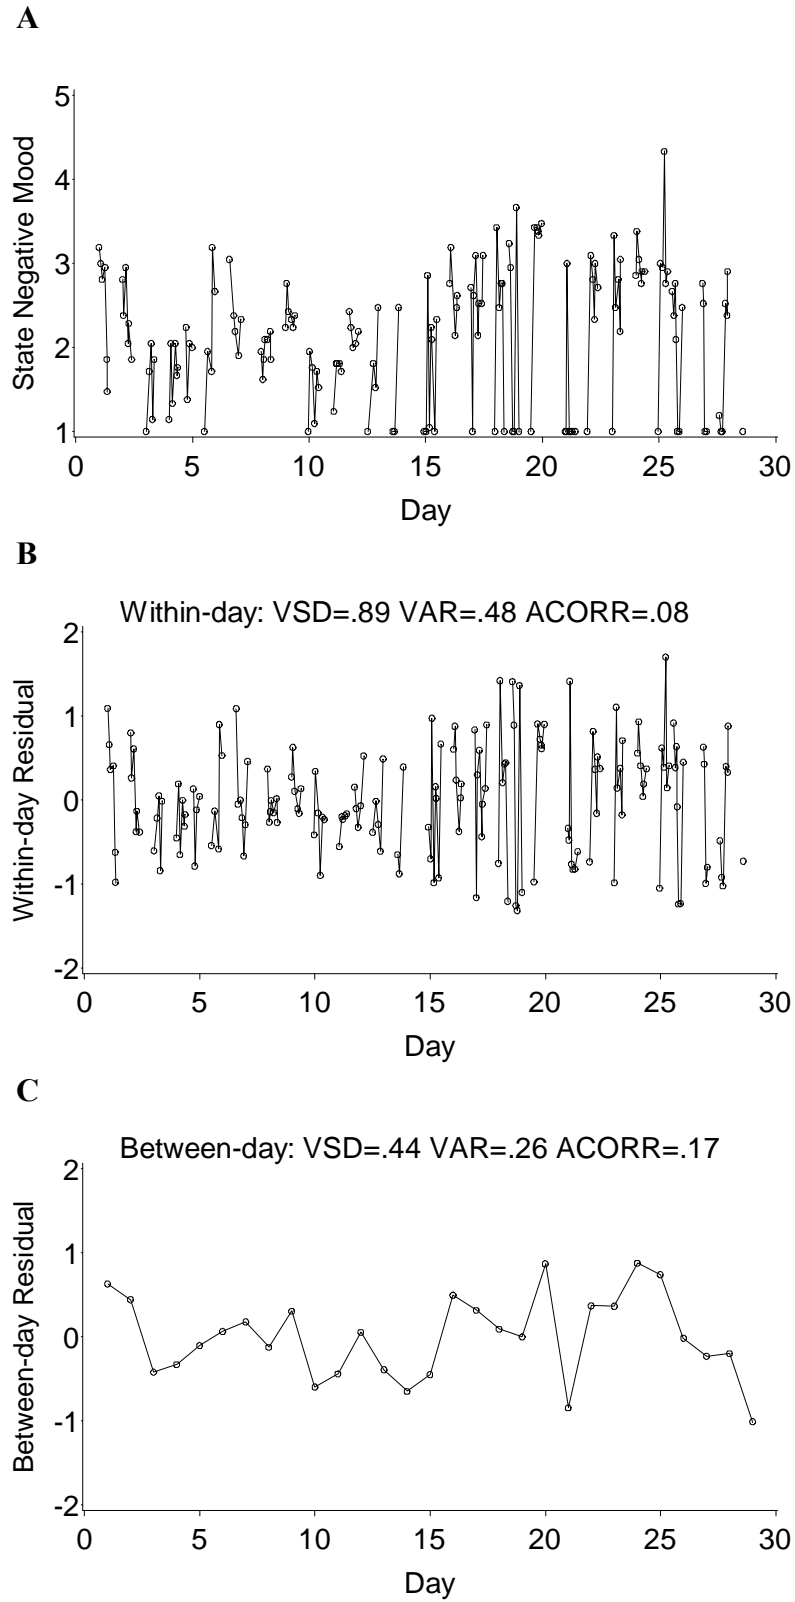 A
5
4
3
2
1
State Negative Mood
0 5 10 15 20 25 30
Day
B
Within-day: VSD=.89 VAR=.48 ACORR=.08
2
1
0
-1
-2
Within-day Residual
0 5 10 15 20 25 30
Day
C
Between-day: VSD=.44 VAR=.26 ACORR=.17
2
1
0
-1
-2
Between-day Residual
0 5 10 15 20 25 30
Day